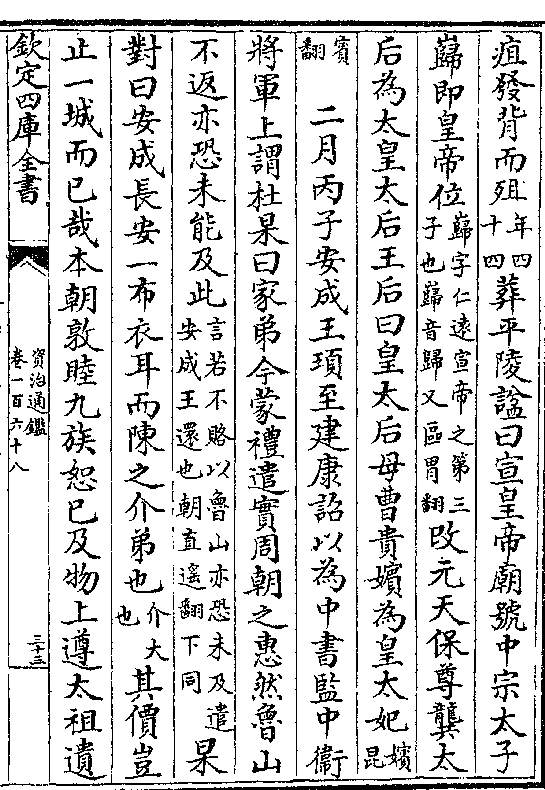 疽發背而殂年四十四葬平陵諡曰宣皇帝廟號中宗太子
巋即皇帝位巋字仁逺宣帝之第三子也巋音歸又區胃翻改元天保尊龔太
后為太皇太后王后曰皇太后母曹貴嬪為皇太妃嬪昆
賓翻 二月丙子安成王頊至建康詔以為中書監中衞
將軍上謂杜杲曰家弟今蒙禮遣實周朝之惠然魯山
不返亦恐未能及此言若不賂以魯山亦恐未及遣安成王還也朝直遥翻下同杲
對曰安成長安一布衣耳而陳之介弟也介大也其價豈
止一城而已哉本朝敦睦九族恕已及物上遵太祖遺
欽定四庫全書
資治通鑑
卷一百六十八
三十三